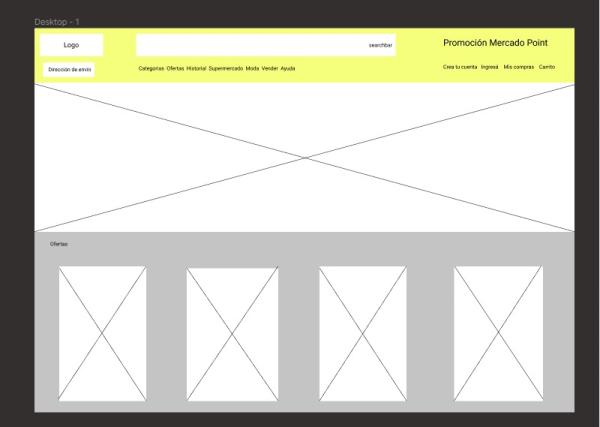 Desktop - 1
Logo
searchbar
Promoción Mercado Point
Dirección de envío
Categorias Ofertas Historial Supermercado Moda Vender Ayuda
Crea tu cuenta Ingresá Mis compras Carrito
Ofertas